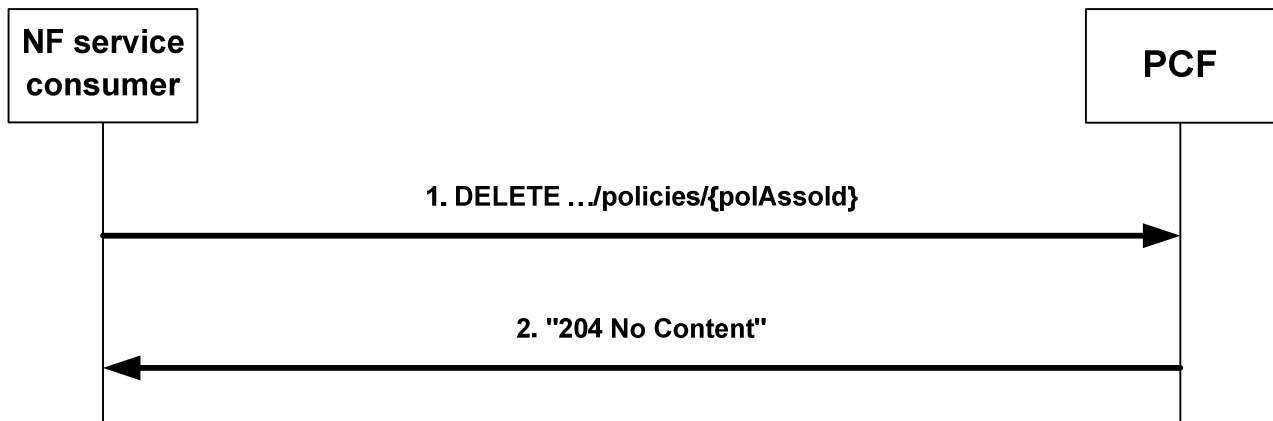 NF service
consumer
PCF
1. DELETE …/policies/{polAssoId}
2. "204 No Content"